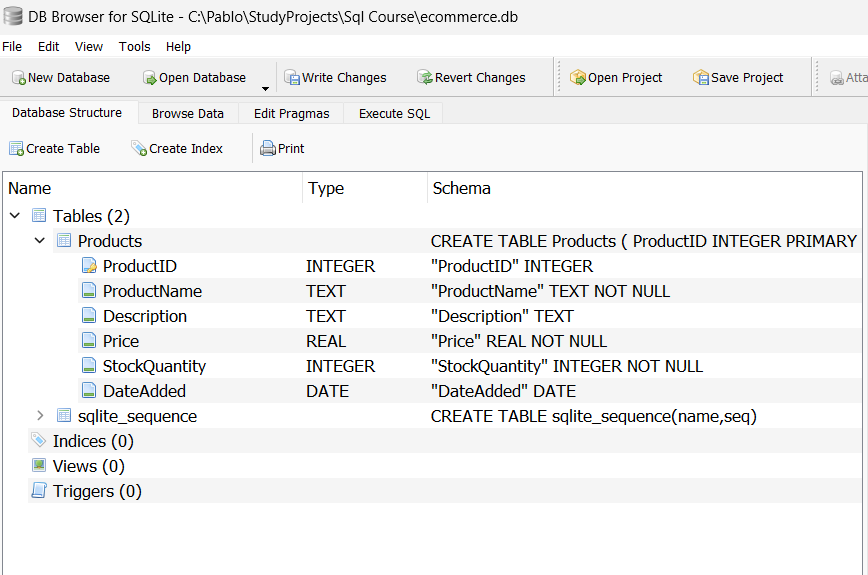 DB Browser for SQLite - C:\Pablo\StudyProjects\Sql Course\ecommerce.db
File Edit View Tools Help
New Database Open Database Write Changes Revert Changes Open Project Save Project Atta
Database Structure Browse Data Edit Pragmas Execute SQL
Create Table Create Index Print
Name Type Schema
Tables (2)
Products CREATE TABLE Products ( ProductID INTEGER PRIMARY
ProductID INTEGER "ProductID" INTEGER
ProductName TEXT "ProductName" TEXT NOT NULL
Description TEXT "Description" TEXT
Price REAL "Price" REAL NOT NULL
StockQuantity INTEGER "StockQuantity" INTEGER NOT NULL
DateAdded DATE "DateAdded" DATE
sqlite_sequence CREATE TABLE sqlite_sequence(name,seq)
Indices (0)
Views (0)
Triggers (0)